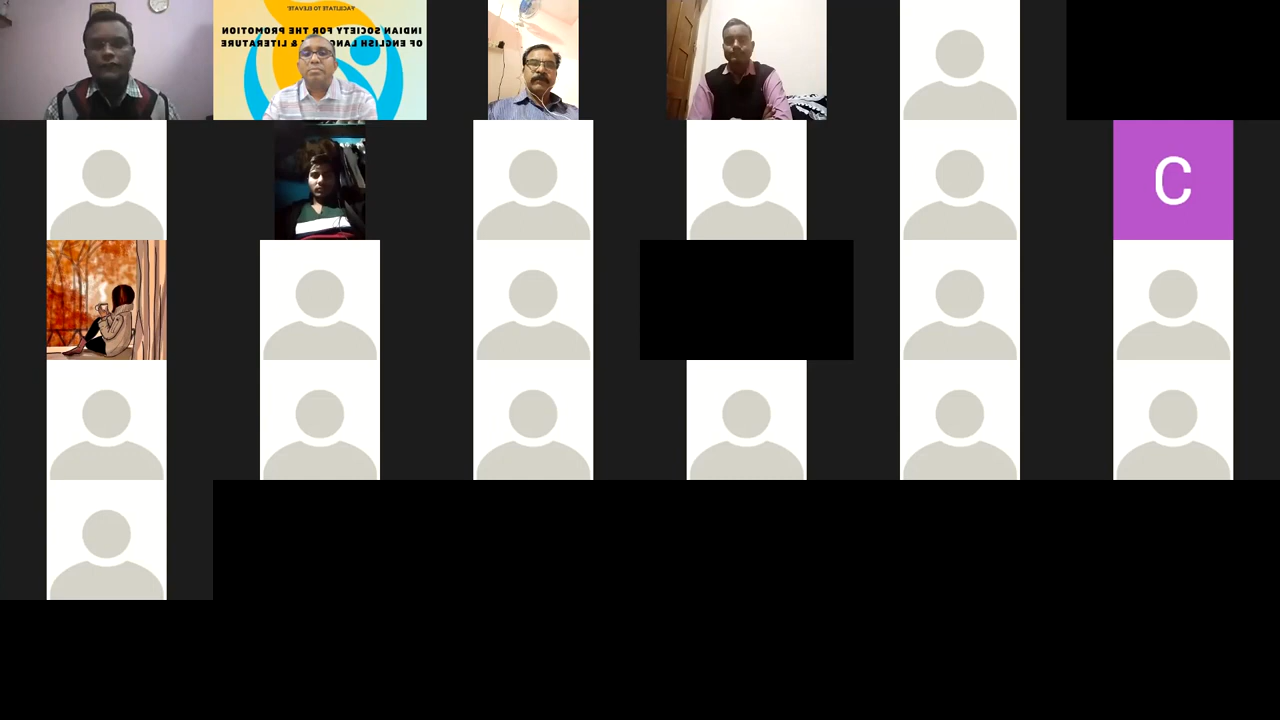 'FACILITATE TO ELEVATE'
INDIAN SOCIETY FOR THE PROMOTION
OF ENGLISH & LITERATURE
C